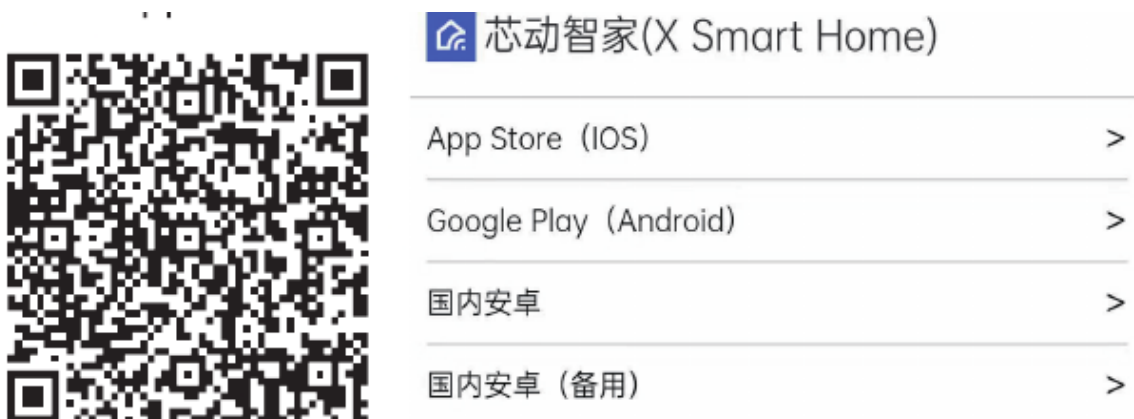 芯动智家(X Smart Home)
App Store（IOS）
>
Google Play（Android）
>
国内安卓
>
国内安卓（备用）
>